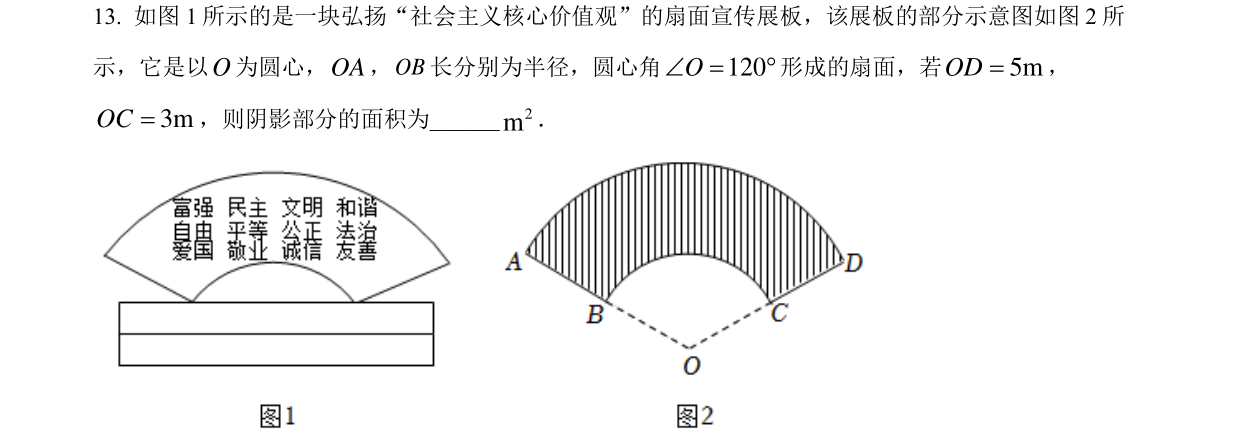 13. 如图 1 所示的是一块弘扬“社会主义核心价值观”的扇面宣传展板，该展板的部分示意图如图 2 所
示，它是以 O 为圆心，OA，OB 长分别为半径，圆心角 ∠O = 120° 形成的扇面，若 OD = 5m，
OC = 3m，则阴影部分的面积为______m².
富强 民主 文明 和谐
自由 平等 公正 法治
爱国 敬业 诚信 友善
图1
A
D
B
C
O
图2